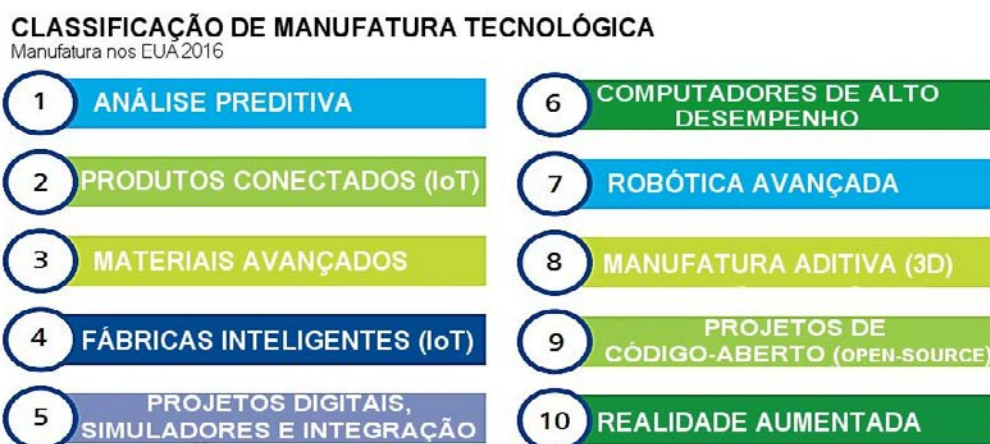 CLASSIFICAÇÃO DE MANUFATURA TECNOLÓGICA
Manufatura nos EUA 2016
1 ANÁLISE PREDITIVA
2 PRODUTOS CONECTADOS (IoT)
3 MATERIAIS AVANÇADOS
4 FÁBRICAS INTELIGENTES (IoT)
5 PROJETOS DIGITAIS,
SIMULADORES E INTEGRAÇÃO
6 COMPUTADORES DE ALTO
DESEMPENHO
7 ROBÓTICA AVANÇADA
8 MANUFATURA ADITIVA (3D)
9 PROJETOS DE
CÓDIGO-ABERTO (OPEN-SOURCE)
10 REALIDADE AUMENTADA